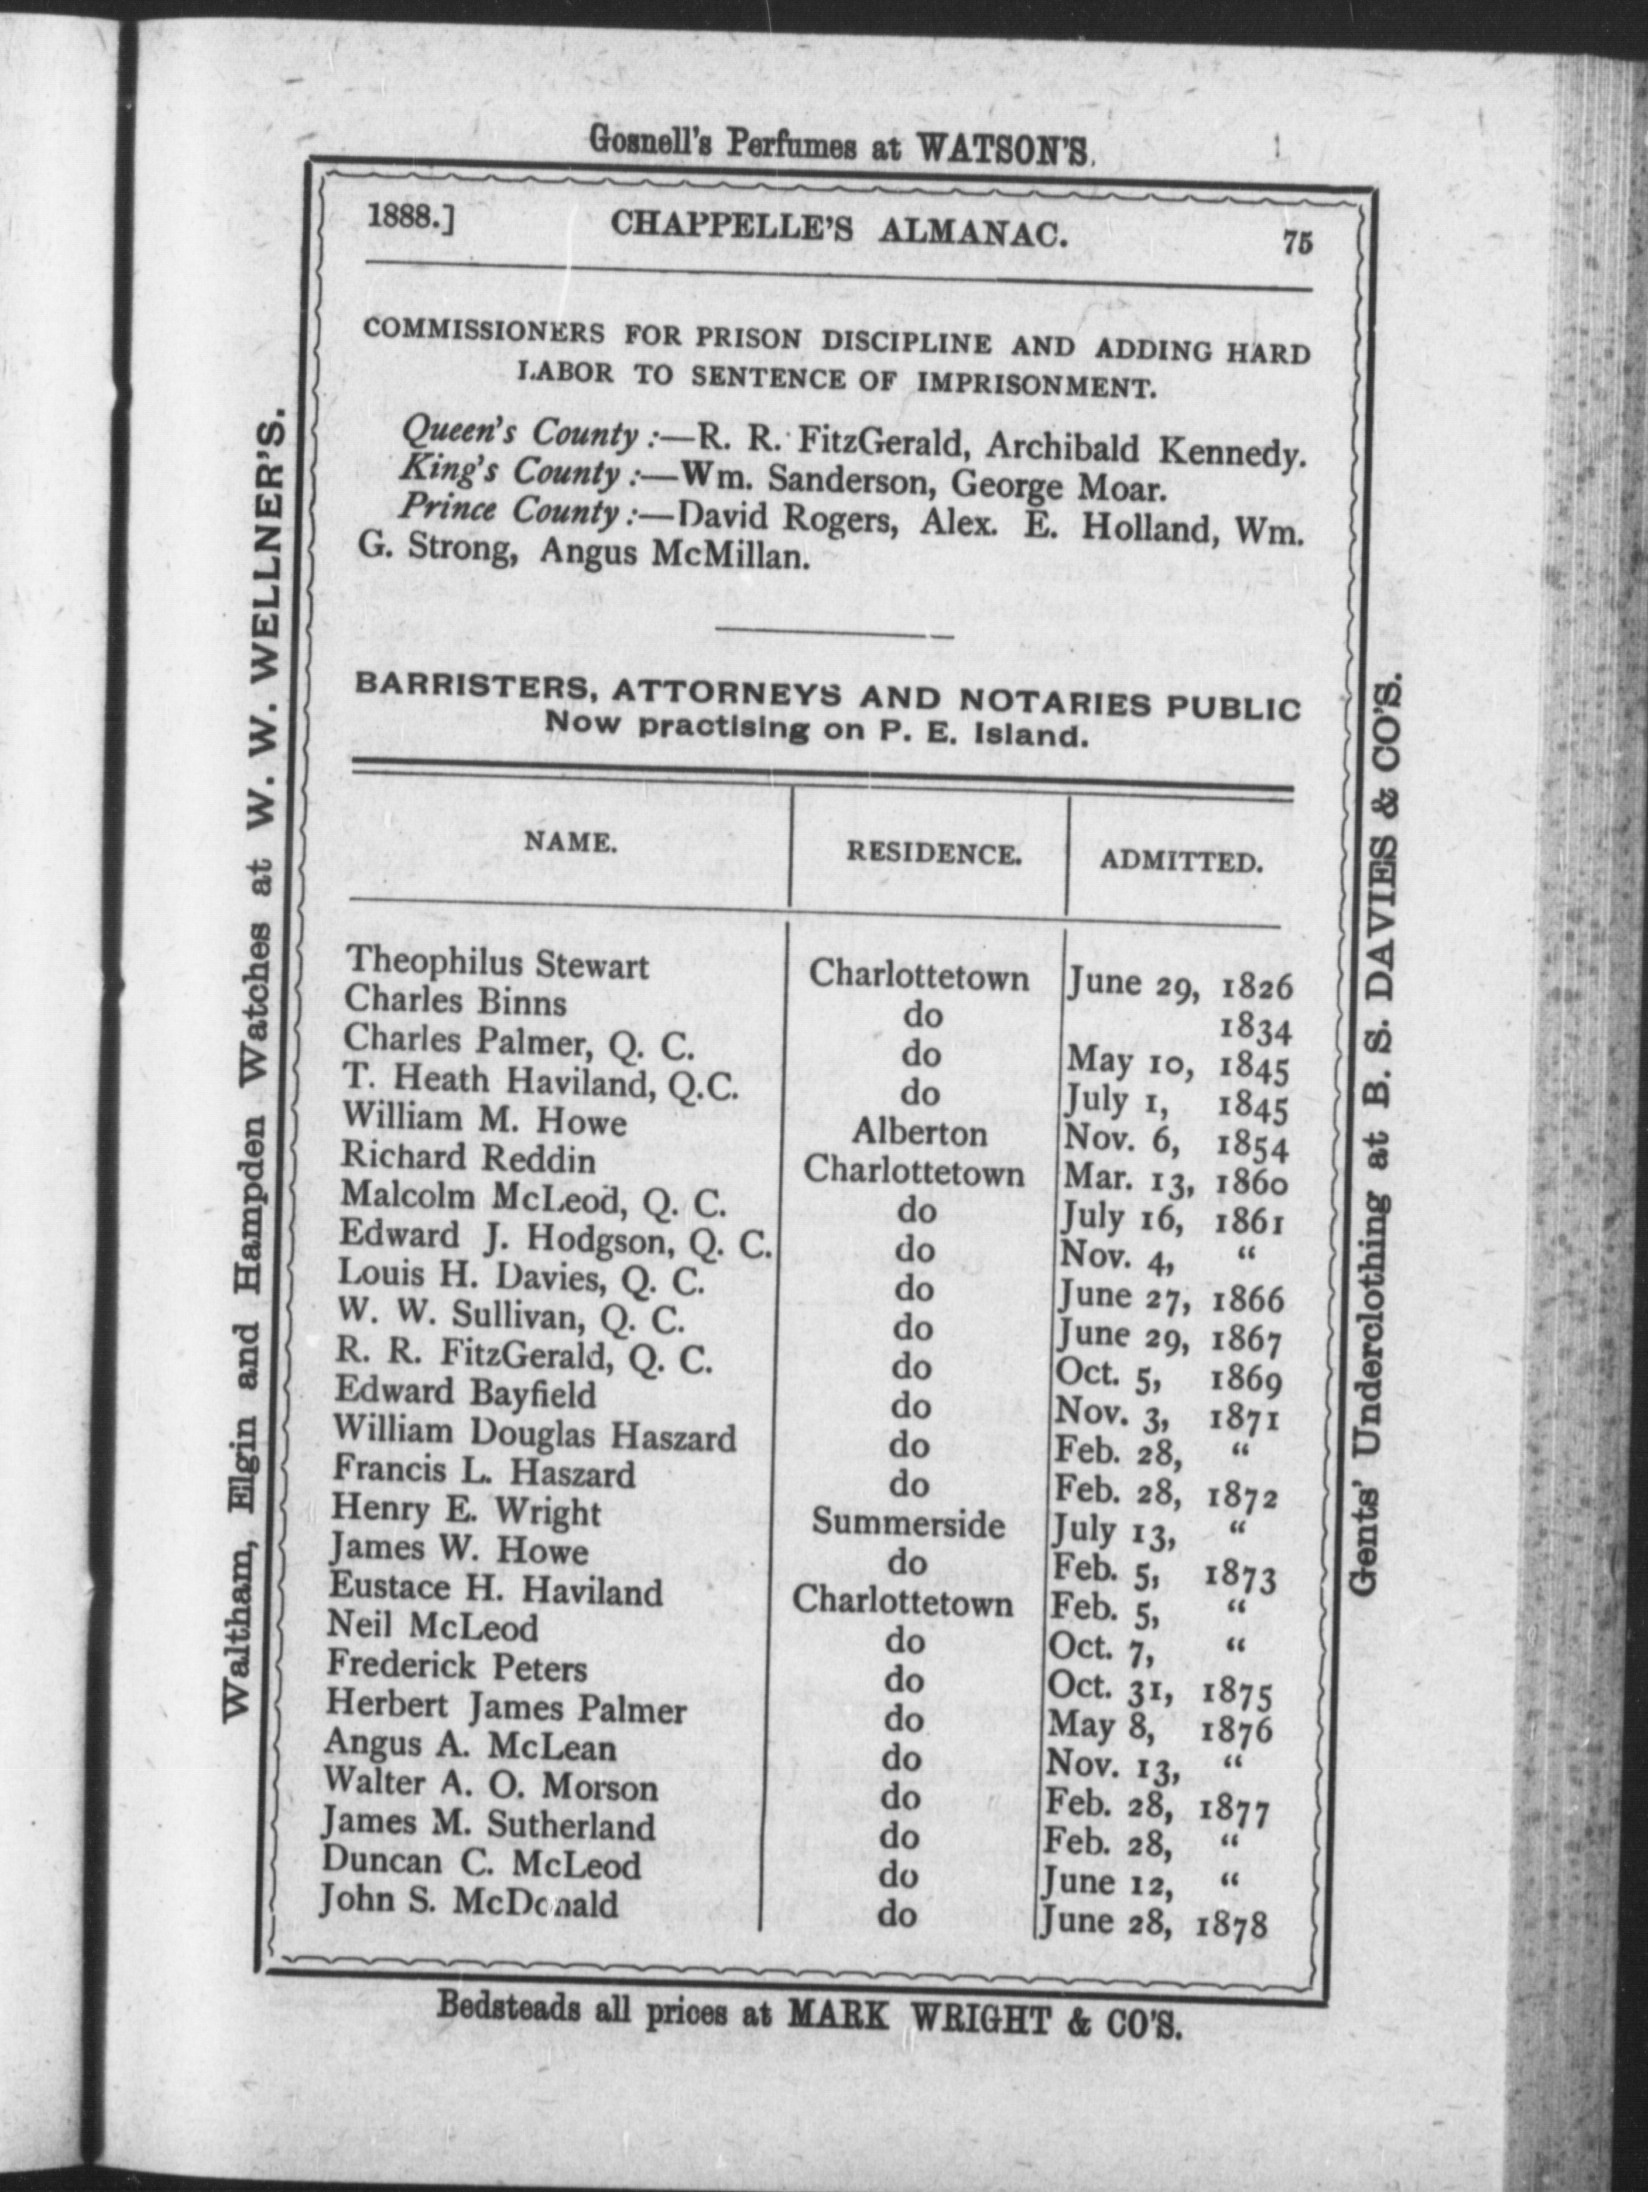 Gosnell's Perfumes at WATSON'S.
1888.] CHAPPELLE'S ALMANAC. 75
COMMISSIONERS FOR PRISON DISCIPLINE AND ADDING HARD
LABOR TO SENTENCE OF IMPRISONMENT.
Queen's County:—R. R. FitzGerald, Archibald Kennedy.
King's County:—Wm. Sanderson, George Moar.
Prince County:—David Rogers, Alex. E. Holland, Wm.
G. Strong, Angus McMillan.
BARRISTERS, ATTORNEYS AND NOTARIES PUBLIC
Now practising on P. E. Island.
NAME. RESIDENCE. ADMITTED.
Theophilus Stewart Charlottetown June 29, 1826
Charles Binns do 1834
Charles Palmer, Q. C. do May 10, 1845
T. Heath Haviland, Q.C. do July 1, 1845
William M. Howe Alberton Nov. 6, 1854
Richard Reddin Charlottetown Mar. 13, 1860
Malcolm McLeod, Q. C. do July 16, 1861
Edward J. Hodgson, Q. C. do Nov. 4, "
Louis H. Davies, Q. C. do June 27, 1866
W. W. Sullivan, Q. C. do June 29, 1867
R. R. FitzGerald, Q. C. do Oct. 5, 1869
Edward Bayfield do Nov. 3, 1871
William Douglas Haszard do Feb. 28, "
Francis L. Haszard do Feb. 28, 1872
Henry E. Wright Summerside July 13, "
James W. Howe do Feb. 5, 1873
Eustace H. Haviland Charlottetown Feb. 5, "
Neil McLeod do Oct. 7, "
Frederick Peters do Oct. 31, 1875
Herbert James Palmer do May 8, 1876
Angus A. McLean do Nov. 13, "
Walter A. O. Morson do Feb. 28, 1877
James M. Sutherland do Feb. 28, "
Duncan C. McLeod do June 12, "
John S. McDonald do June 28, 1878
Bedsteads all prices at MARK WRIGHT & CO'S.
Waltham, Elgin and Hampden Watches at W. W. WELLNER'S.
Gents' Underclothing at B. S. DAVIES & CO'S.